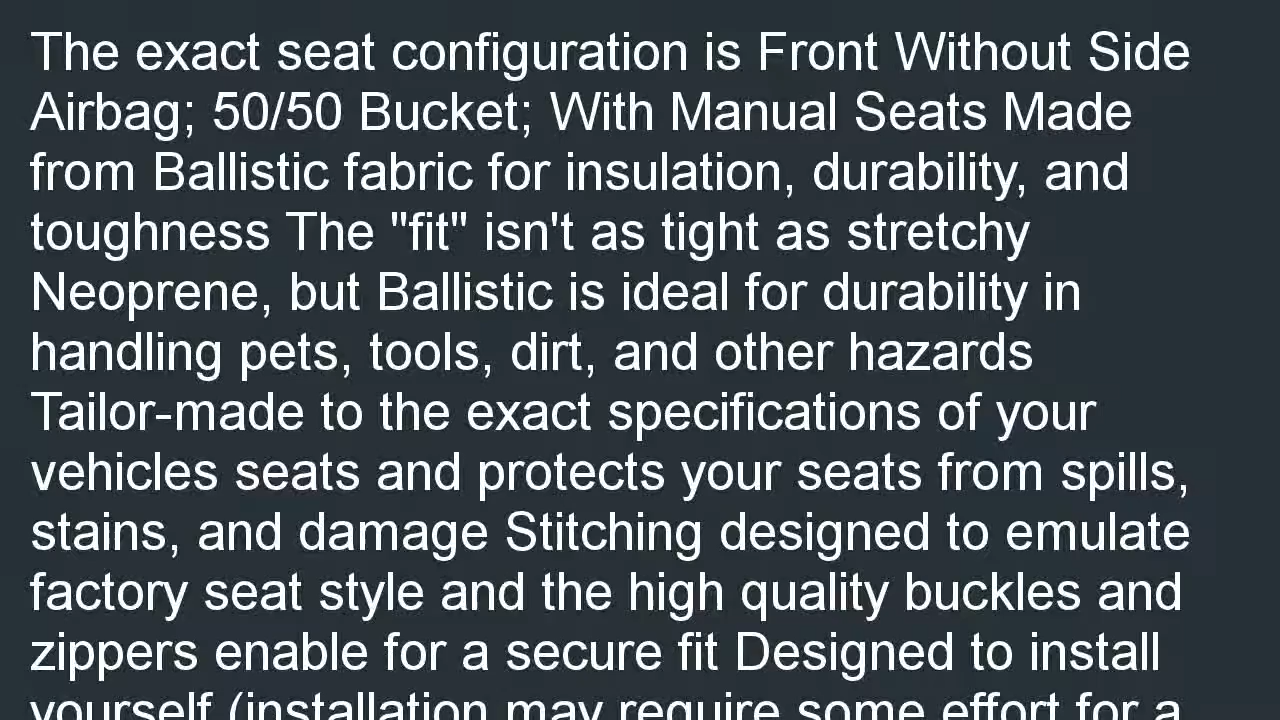 The exact seat configuration is Front Without Side
Airbag; 50/50 Bucket; With Manual Seats Made
from Ballistic fabric for insulation, durability, and
toughness The "fit" isn't as tight as stretchy
Neoprene, but Ballistic is ideal for durability in
handling pets, tools, dirt, and other hazards
Tailor-made to the exact specifications of your
vehicles seats and protects your seats from spills,
stains, and damage Stitching designed to emulate
factory seat style and the high quality buckles and
zippers enable for a secure fit Designed to install
yourself (installation may require some effort for a